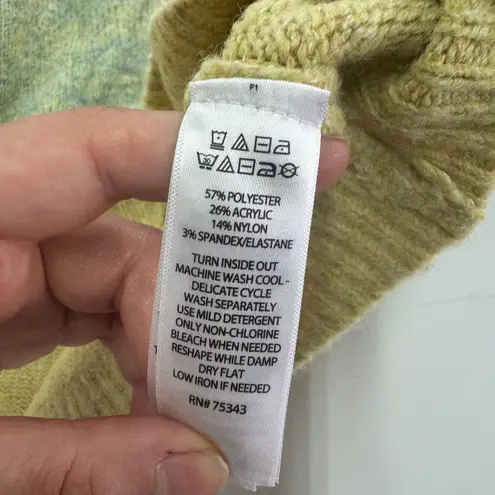 P1
30
57% POLYESTER
26% ACRYLIC
14% NYLON
3% SPANDEX/ELASTANE
TURN INSIDE OUT
MACHINE WASH COOL -
DELICATE CYCLE
WASH SEPARATELY
USE MILD DETERGENT
ONLY NON-CHLORINE
BLEACH WHEN NEEDED
RESHAPE WHILE DAMP
DRY FLAT
LOW IRON IF NEEDED
RN# 75343